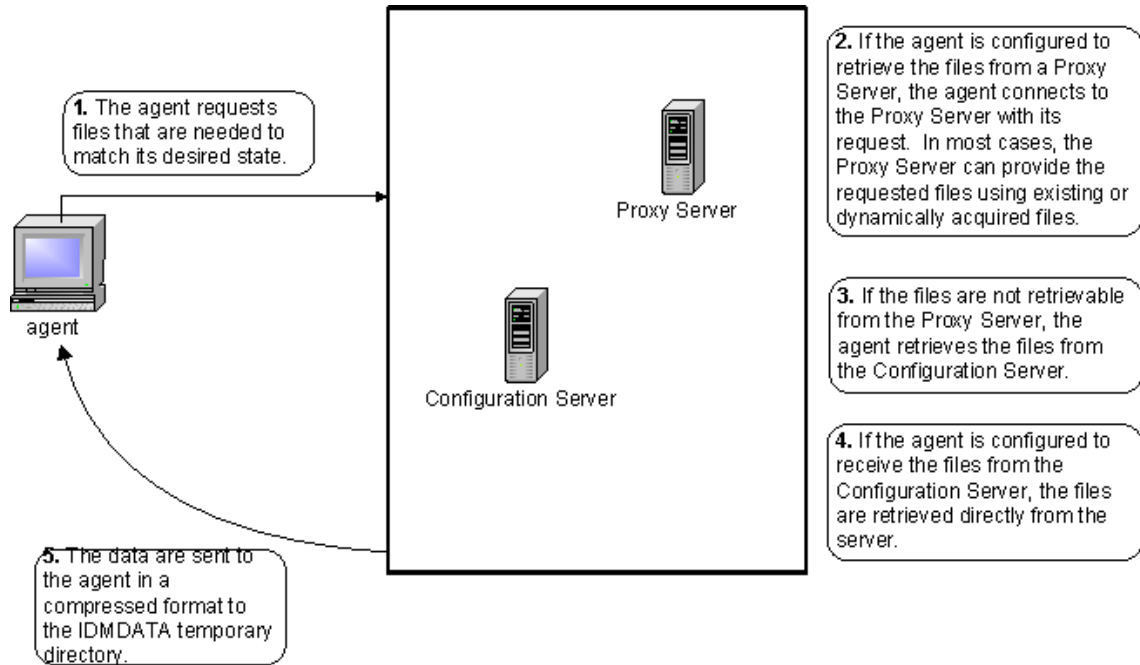 1. The agent requests
files that are needed to
match its desired state.
agent
Proxy Server
Configuration Server
2. If the agent is configured to
retrieve the files from a Proxy
Server, the agent connects to
the Proxy Server with its
request. In most cases, the
Proxy Server can provide the
requested files using existing or
dynamically acquired files.
3. If the files are not retrievable
from the Proxy Server, the
agent retrieves the files from
the Configuration Server.
4. If the agent is configured to
receive the files from the
Configuration Server, the files
are retrieved directly from the
server.
5. The data are sent to
the agent in a
compressed format to
the IDMDATA temporary
directory.